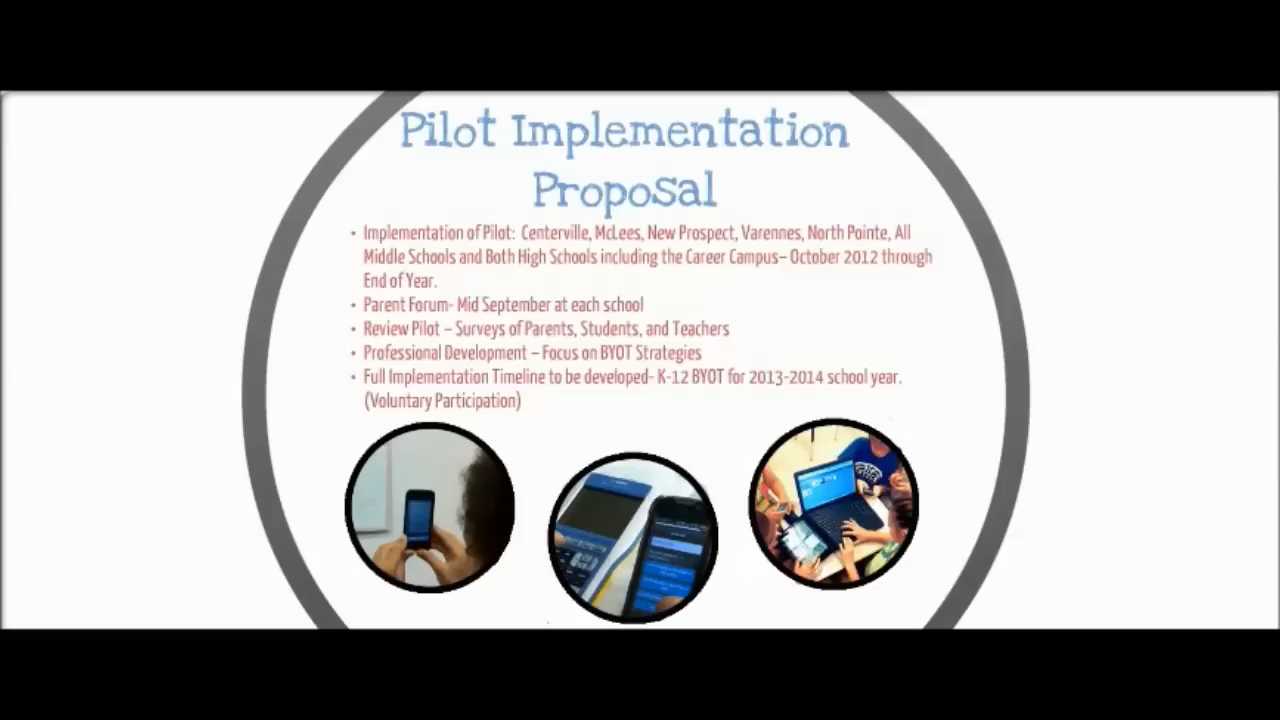 Pilot Implementation
Proposal
• Implementation of Pilot: Centerville, McLees, New Prospect, Varennes, North Pointe, All
Middle Schools and Both High Schools including the Career Campus– October 2012 through
End of Year.
• Parent Forum- Mid September at each school
• Review Pilot – Surveys of Parents, Students, and Teachers
• Professional Development – Focus on BYOT Strategies
• Full Implementation Timeline to be developed- K-12 BYOT for 2013-2014 school year.
(Voluntary Participation)